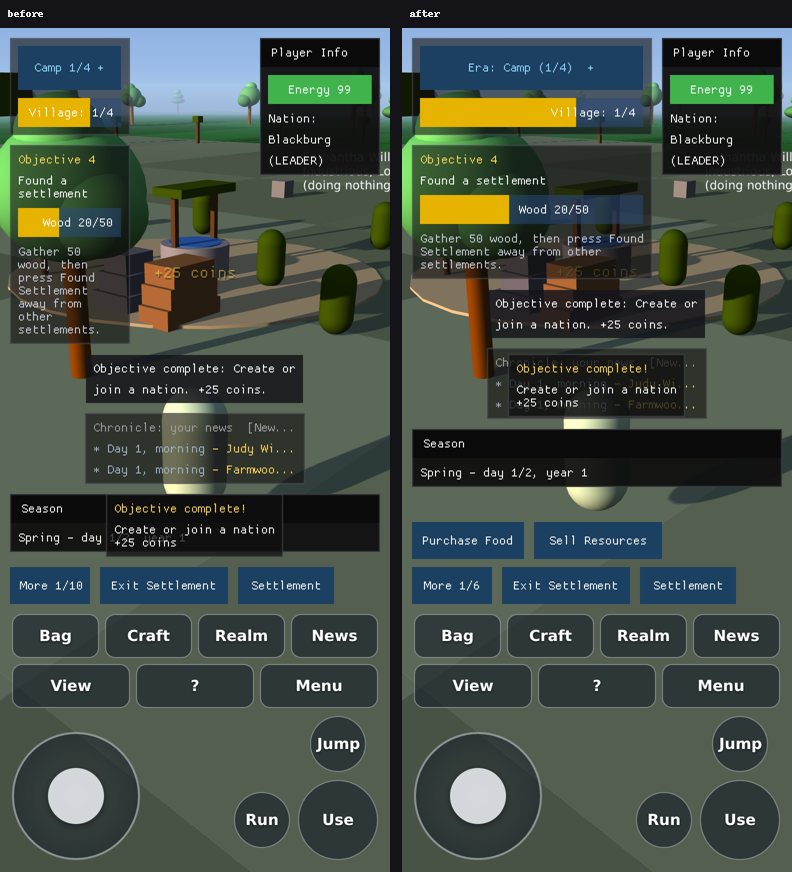 before
Camp 1/4 +
Village: 1/4
Player Info
Energy 99
Nation:
Blackburg
(LEADER)
Objective 4
Found a
settlement
Wood 20/50
Gather 50
wood, then
press Found
Settlement
away from
other
settlements.
(doing nothing
+25 coins
Objective complete: Create or
join a nation. +25 coins.
Chronicle: your news [New...
* Day 1, morning - Judy Wi...
* Day 1, morning - Farmwoo...
Season
Spring - day
Objective complete!
Create or join a nation
+25 coins
More 1/10
Exit Settlement
Settlement
Bag
Craft
Realm
News
View
?
Menu
Jump
Run
Use
after
Era: Camp (1/4) +
Village: 1/4
Player Info
Energy 99
Nation:
Blackburg
(LEADER)
Objective 4
Found a settlement
Wood 20/50
Gather 50 wood, then press Found
Settlement away from other
settlements.
(doing nothing
+25 coins
Objective complete: Create or
join a nation. +25 coins.
Objective complete!
Create or join a nation
+25 coins
Season
Spring - day 1/2, year 1
Purchase Food
Sell Resources
More 1/6
Exit Settlement
Settlement
Bag
Craft
Realm
News
View
?
Menu
Jump
Run
Use